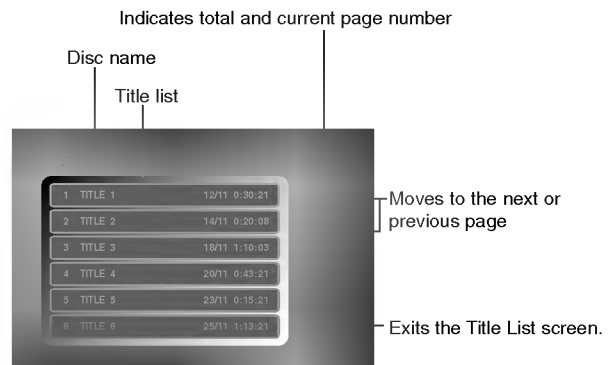 Indicates total and current page number
Disc name
Title list
1 TITLE 1 12/11 0:30:21
2 TITLE 2 14/11 0:20:08
3 TITLE 3 18/11 1:10:03
4 TITLE 4 20/11 0:43:21
5 TITLE 5 23/11 0:15:21
6 TITLE 6 25/11 1:13:21
Moves to the next or
previous page
Exits the Title List screen.